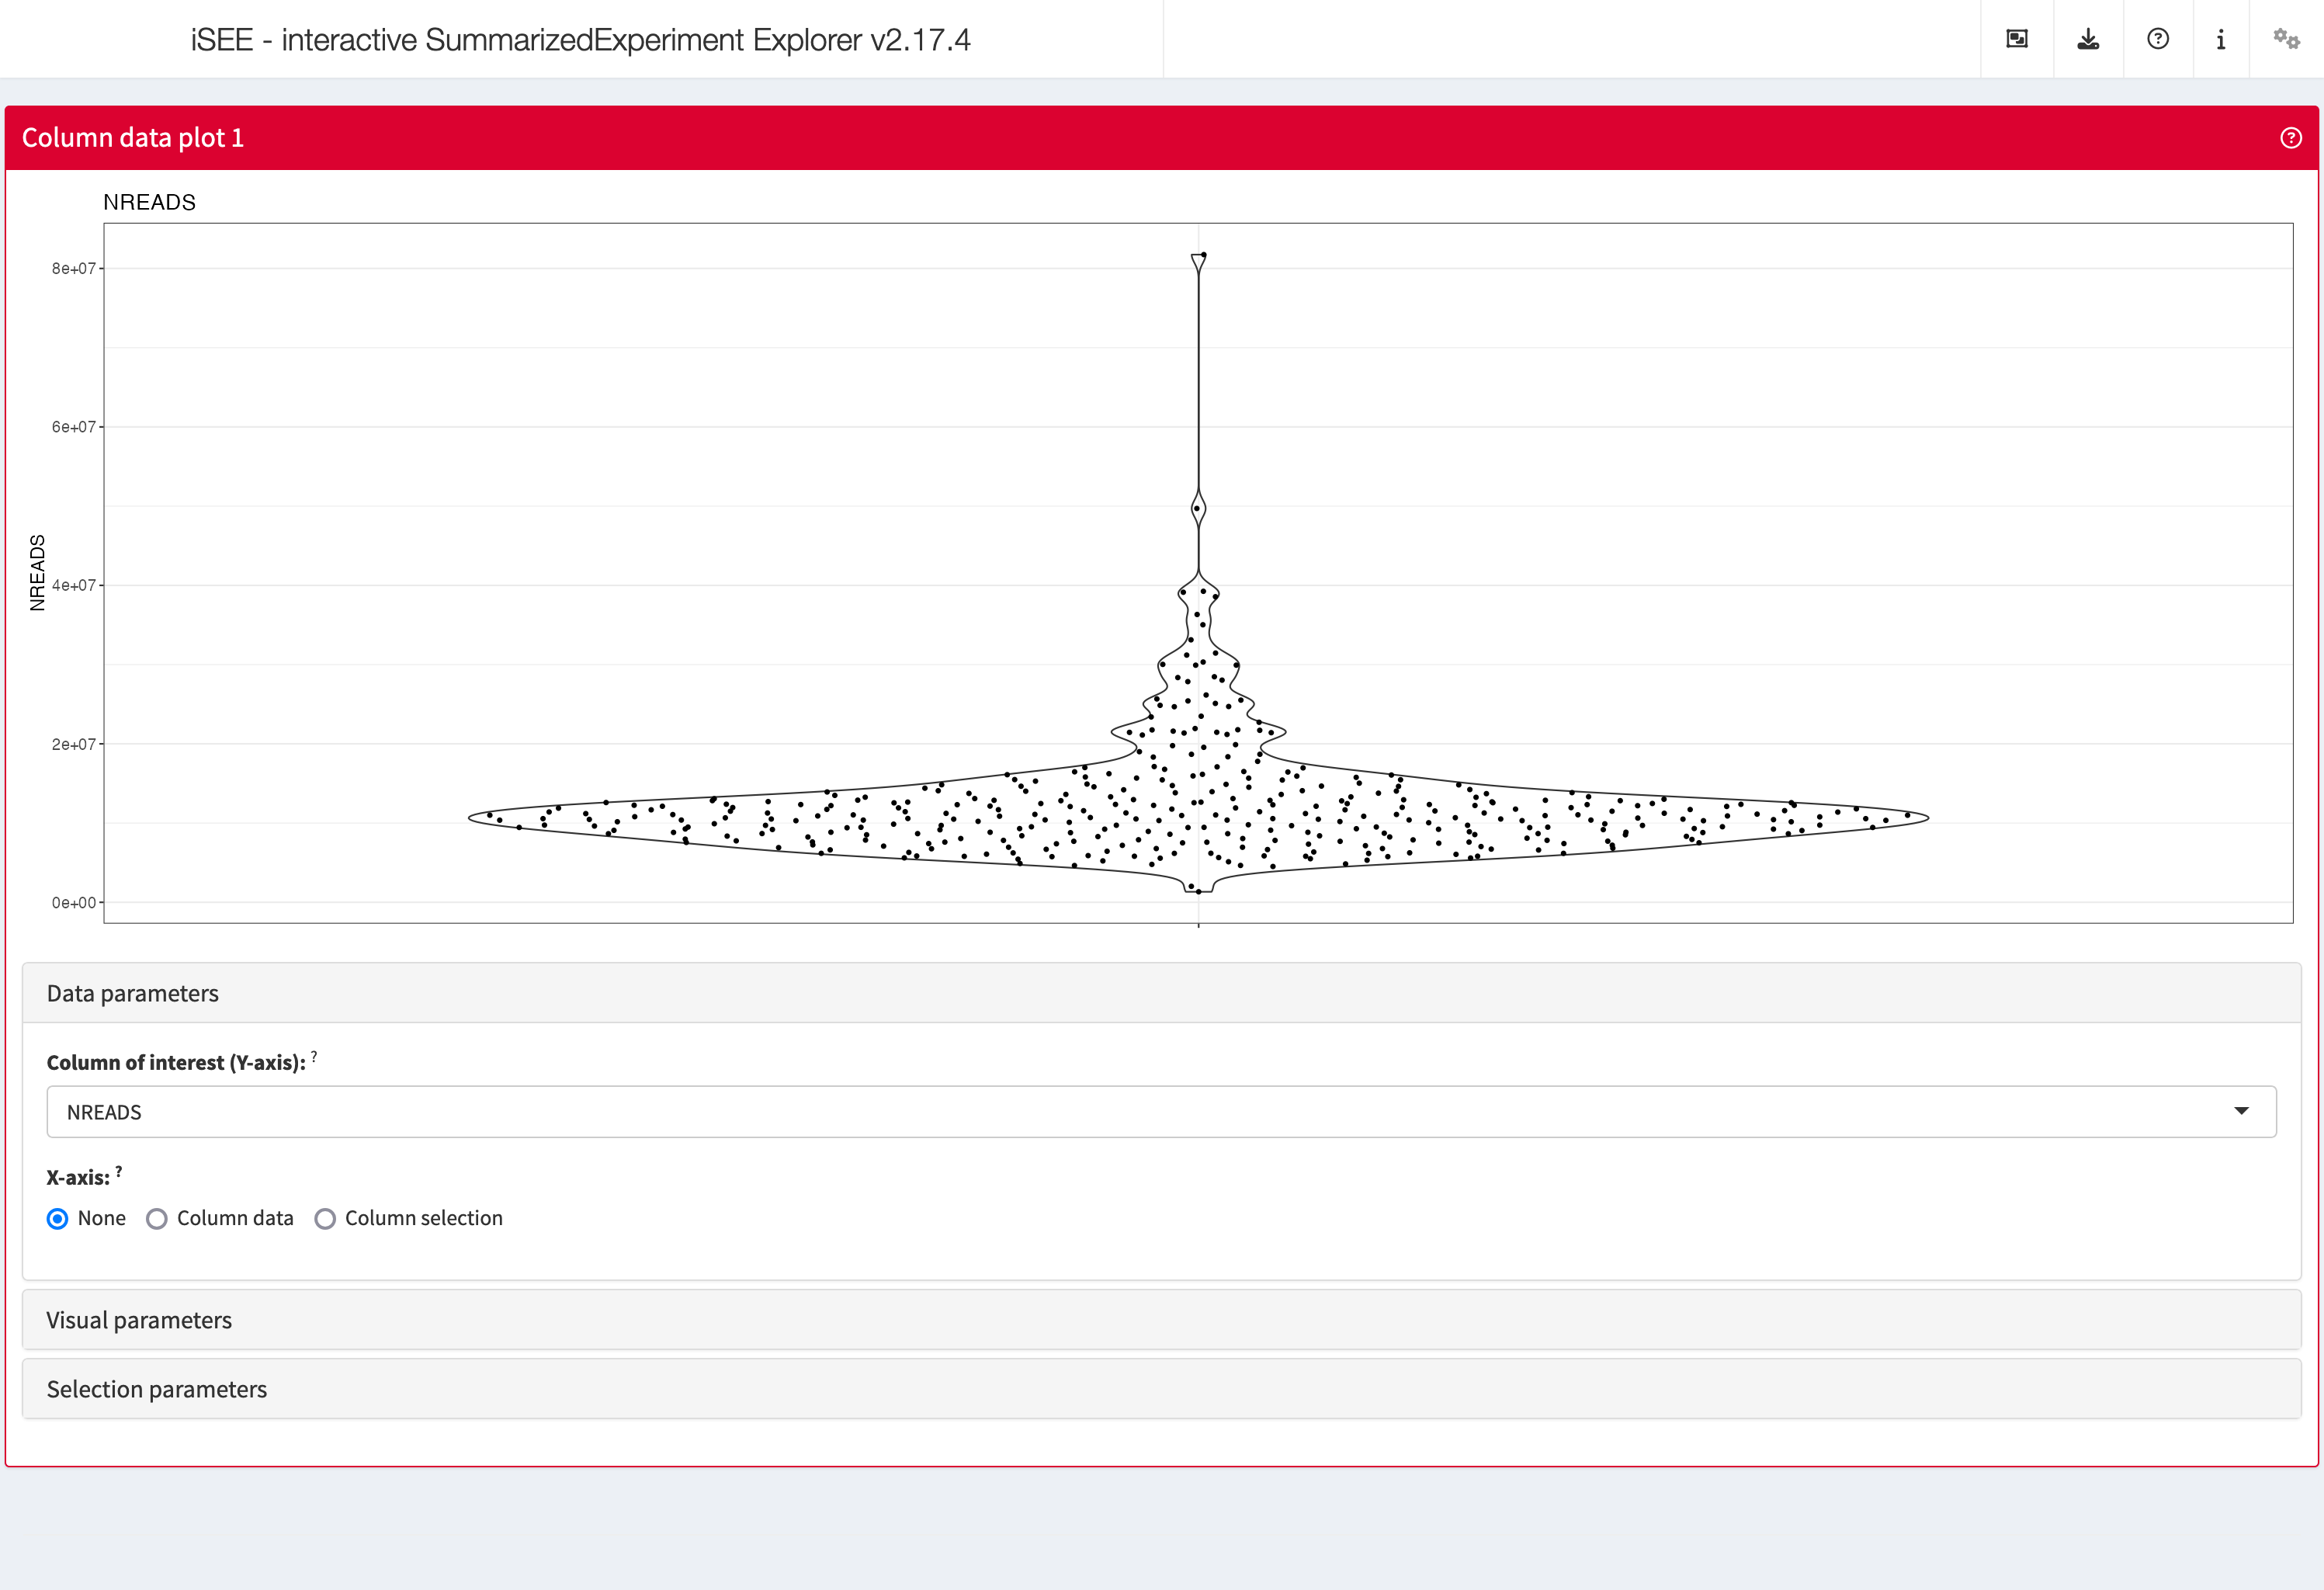 iSEE - interactive SummarizedExperiment Explorer v2.17.4
Column data plot 1
NREADS
8e+07
6e+07
4e+07
2e+07
0e+00
NREADS
Data parameters
Column of interest (Y-axis): ?
NREADS
X-axis: ?
None Column data Column selection
Visual parameters
Selection parameters